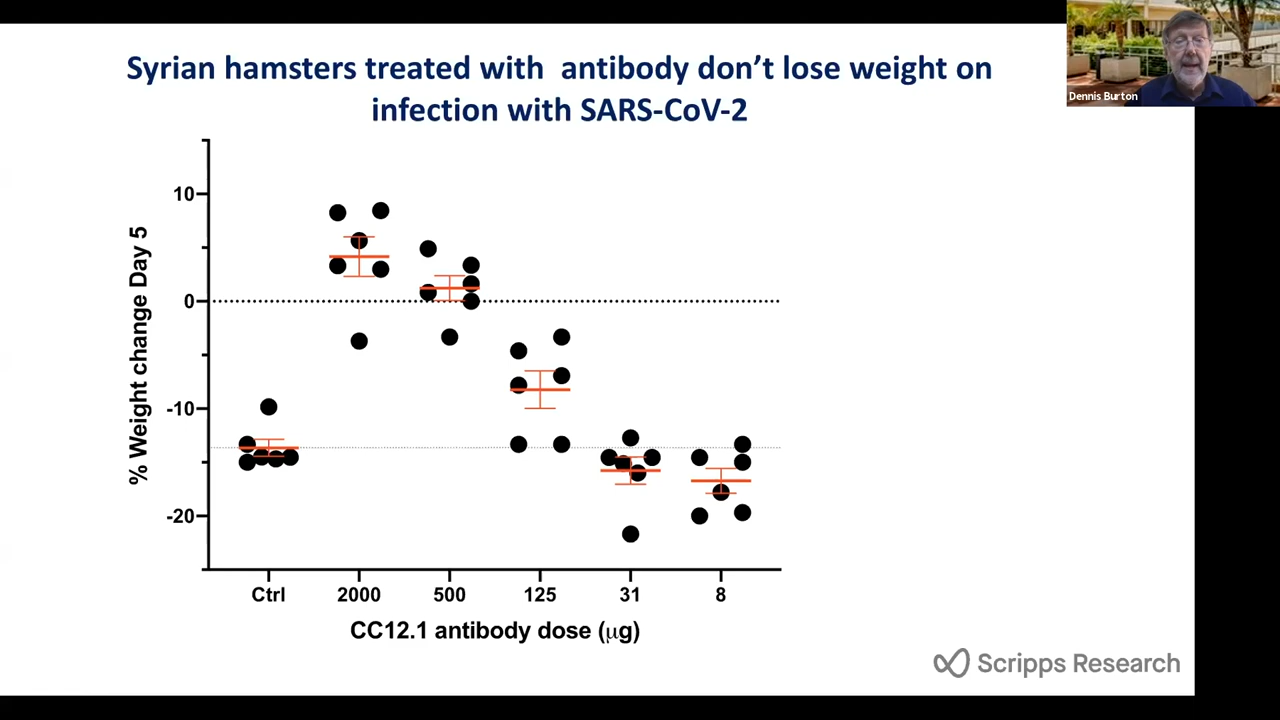 Syrian hamsters treated with antibody don’t lose weight on
infection with SARS-CoV-2
Dennis Burton
% Weight change Day 5
10
0
-10
-20
Ctrl 2000 500 125 31 8
CC12.1 antibody dose (μg)
Scripps Research